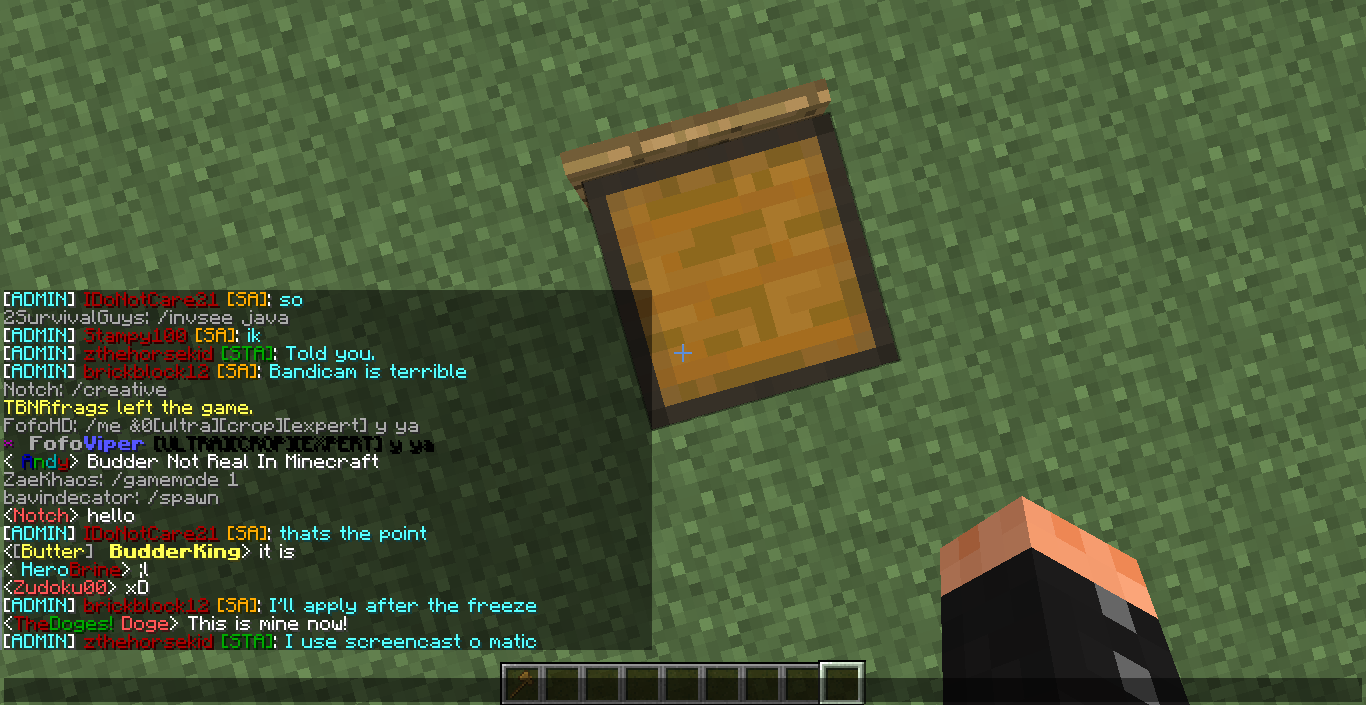 [ADMIN] IDoNotCare21 [SA]: so
2SurvivalGuys: /invsee java
[ADMIN] Stampy100 [SA]: ik
[ADMIN] zthehorsekid [STA]: Told you.
[ADMIN] brickblock12 [SA]: Bandicam is terrible
Notch: /creative
TBNRfrags left the game.
FofoHD: /me &0[ultra][crop][expert] y ya
* FofoViper [ULTRA][CROP][EXPERT] y ya
< Andy> Budder Not Real In Minecraft
ZaeKhaos: /gamemode 1
bavindecator: /spawn
<Notch> hello
[ADMIN] IDoNotCare21 [SA]: thats the point
<[Butter] BudderKing> it is
< HeroBrine> ;l
<Zudoku00> xD
[ADMIN] brickblock12 [SA]: I'll apply after the freeze
<TheDoges! Doge> This is mine now!
[ADMIN] zthehorsekid [STA]: I use screencast o matic